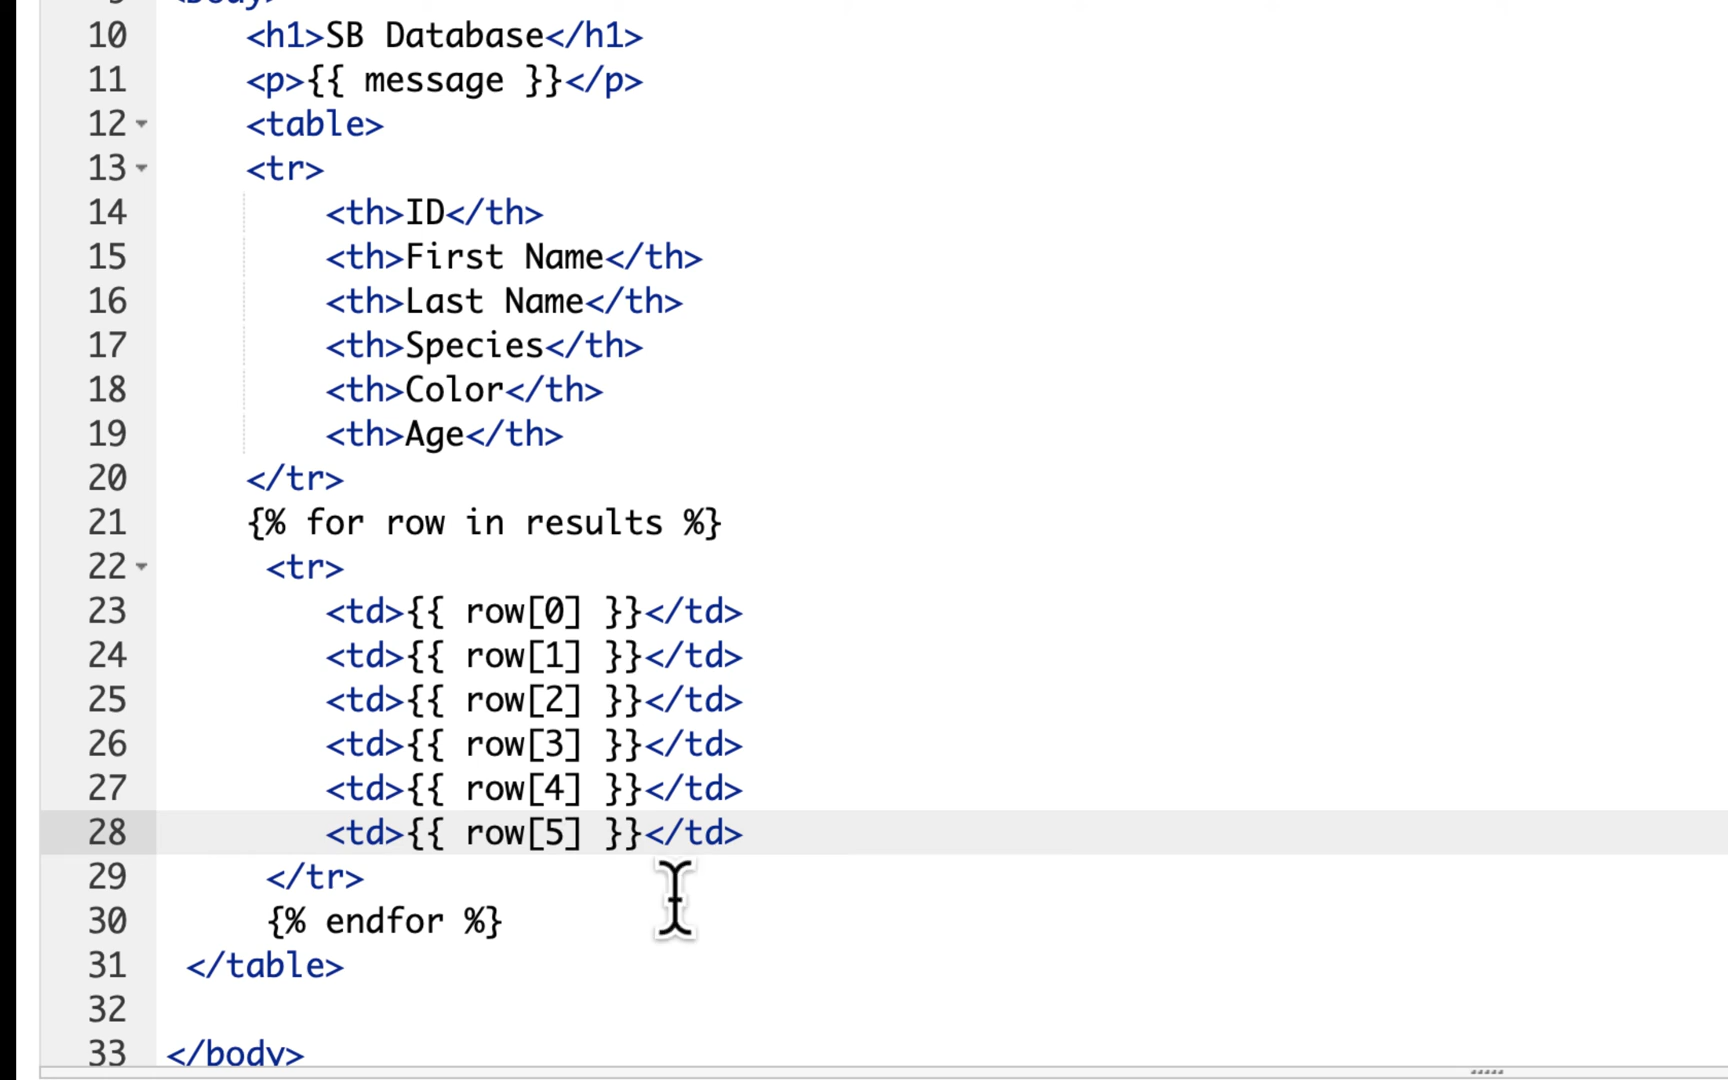 9 <body>
10 <h1>SB Database</h1>
11 <p>{{ message }}</p>
12 <table>
13 <tr>
14 <th>ID</th>
15 <th>First Name</th>
16 <th>Last Name</th>
17 <th>Species</th>
18 <th>Color</th>
19 <th>Age</th>
20 </tr>
21 {% for row in results %}
22 <tr>
23 <td>{{ row[0] }}</td>
24 <td>{{ row[1] }}</td>
25 <td>{{ row[2] }}</td>
26 <td>{{ row[3] }}</td>
27 <td>{{ row[4] }}</td>
28 <td>{{ row[5] }}</td>
29 </tr>
30 {% endfor %}
31 </table>
32
33 </body>